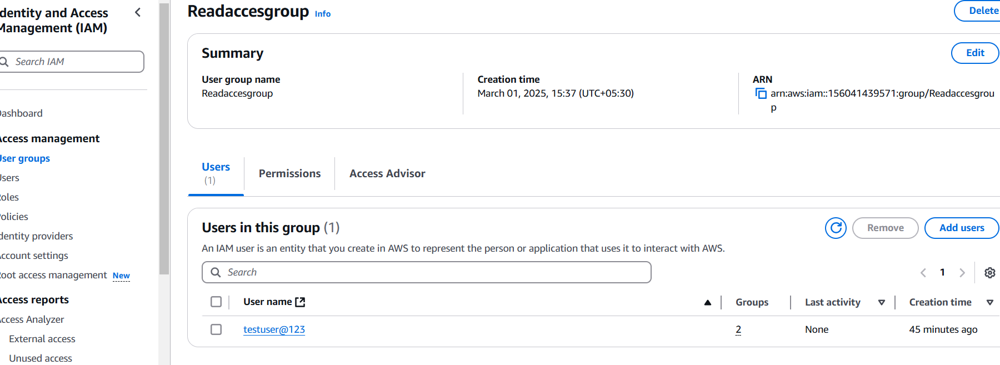 dentity and Access
Management (IAM)
Search IAM
Dashboard
Access management
User groups
Users
Roles
Policies
dentity providers
Account settings
Root access management New
Access reports
Access Analyzer
External access
Unused access
Readaccesgroup Info
Delete
Summary
Edit
User group name
Readaccesgroup
Creation time
March 01, 2025, 15:37 (UTC+05:30)
ARN
arn:aws:iam::156041439571:group/Readaccesgrou
p
Users
(1)
Permissions
Access Advisor
Users in this group (1)
Remove
Add users
An IAM user is an entity that you create in AWS to represent the person or application that uses it to interact with AWS.
Search
1
User name Groups Last activity Creation time
testuser@123 2 None 45 minutes ago